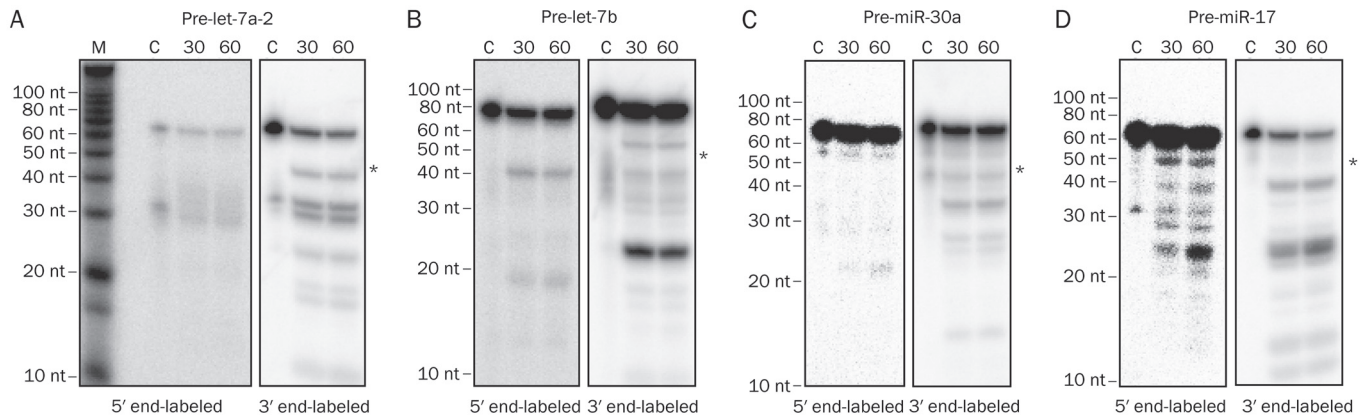 A Pre-let-7a-2
M C 30 60 C 30 60
100 nt
80 nt
60 nt
50 nt
40 nt
30 nt
20 nt
10 nt
*
5′ end-labeled 3′ end-labeled
B Pre-let-7b
C 30 60 C 30 60
100 nt
80 nt
60 nt
50 nt
40 nt
30 nt
20 nt
10 nt
*
5′ end-labeled 3′ end-labeled
C Pre-miR-30a
C 30 60 C 30 60
100 nt
80 nt
60 nt
50 nt
40 nt
30 nt
20 nt
10 nt
*
5′ end-labeled 3′ end-labeled
D Pre-miR-17
C 30 60 C 30 60
100 nt
80 nt
60 nt
50 nt
40 nt
30 nt
20 nt
10 nt
*
5′ end-labeled 3′ end-labeled